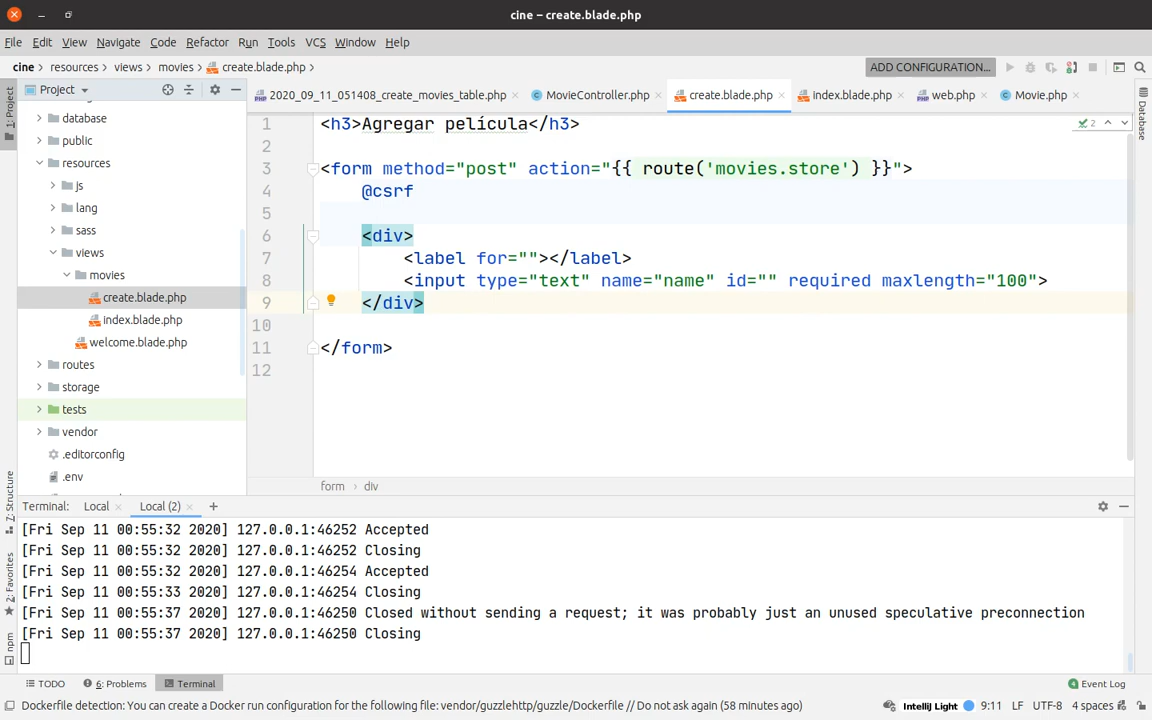 cine – create.blade.php
File Edit View Navigate Code Refactor Run Tools VCS Window Help
cine resources views movies create.blade.php ADD CONFIGURATION...
Project 2020_09_11_051408_create_movies_table.php MovieController.php create.blade.php index.blade.php web.php Movie.php
1: Project
Database
database
public
resources
js
lang
sass
views
movies
create.blade.php
index.blade.php
welcome.blade.php
routes
storage
tests
vendor
.editorconfig
.env
1 <h3>Agregar película</h3>
2
3 <form method="post" action="{{ route('movies.store') }}">
4 @csrf
5
6 <div>
7 <label for=""></label>
8 <input type="text" name="name" id="" required maxlength="100">
9 </div>
10
11 </form>
12
2
form › div
Z: Structure
2: Favorites
npm
Terminal: Local Local (2) +
[Fri Sep 11 00:55:32 2020] 127.0.0.1:46252 Accepted
[Fri Sep 11 00:55:32 2020] 127.0.0.1:46252 Closing
[Fri Sep 11 00:55:32 2020] 127.0.0.1:46254 Accepted
[Fri Sep 11 00:55:33 2020] 127.0.0.1:46254 Closing
[Fri Sep 11 00:55:37 2020] 127.0.0.1:46250 Closed without sending a request; it was probably just an unused speculative preconnection
[Fri Sep 11 00:55:37 2020] 127.0.0.1:46250 Closing
TODO 6: Problems Terminal 4 Event Log
Dockerfile detection: You can create a Docker run configuration for the following file: vendor/guzzlehttp/guzzle/Dockerfile // Do not ask again (58 minutes ago) IntelliJ Light 9:11 LF UTF-8 4 spaces